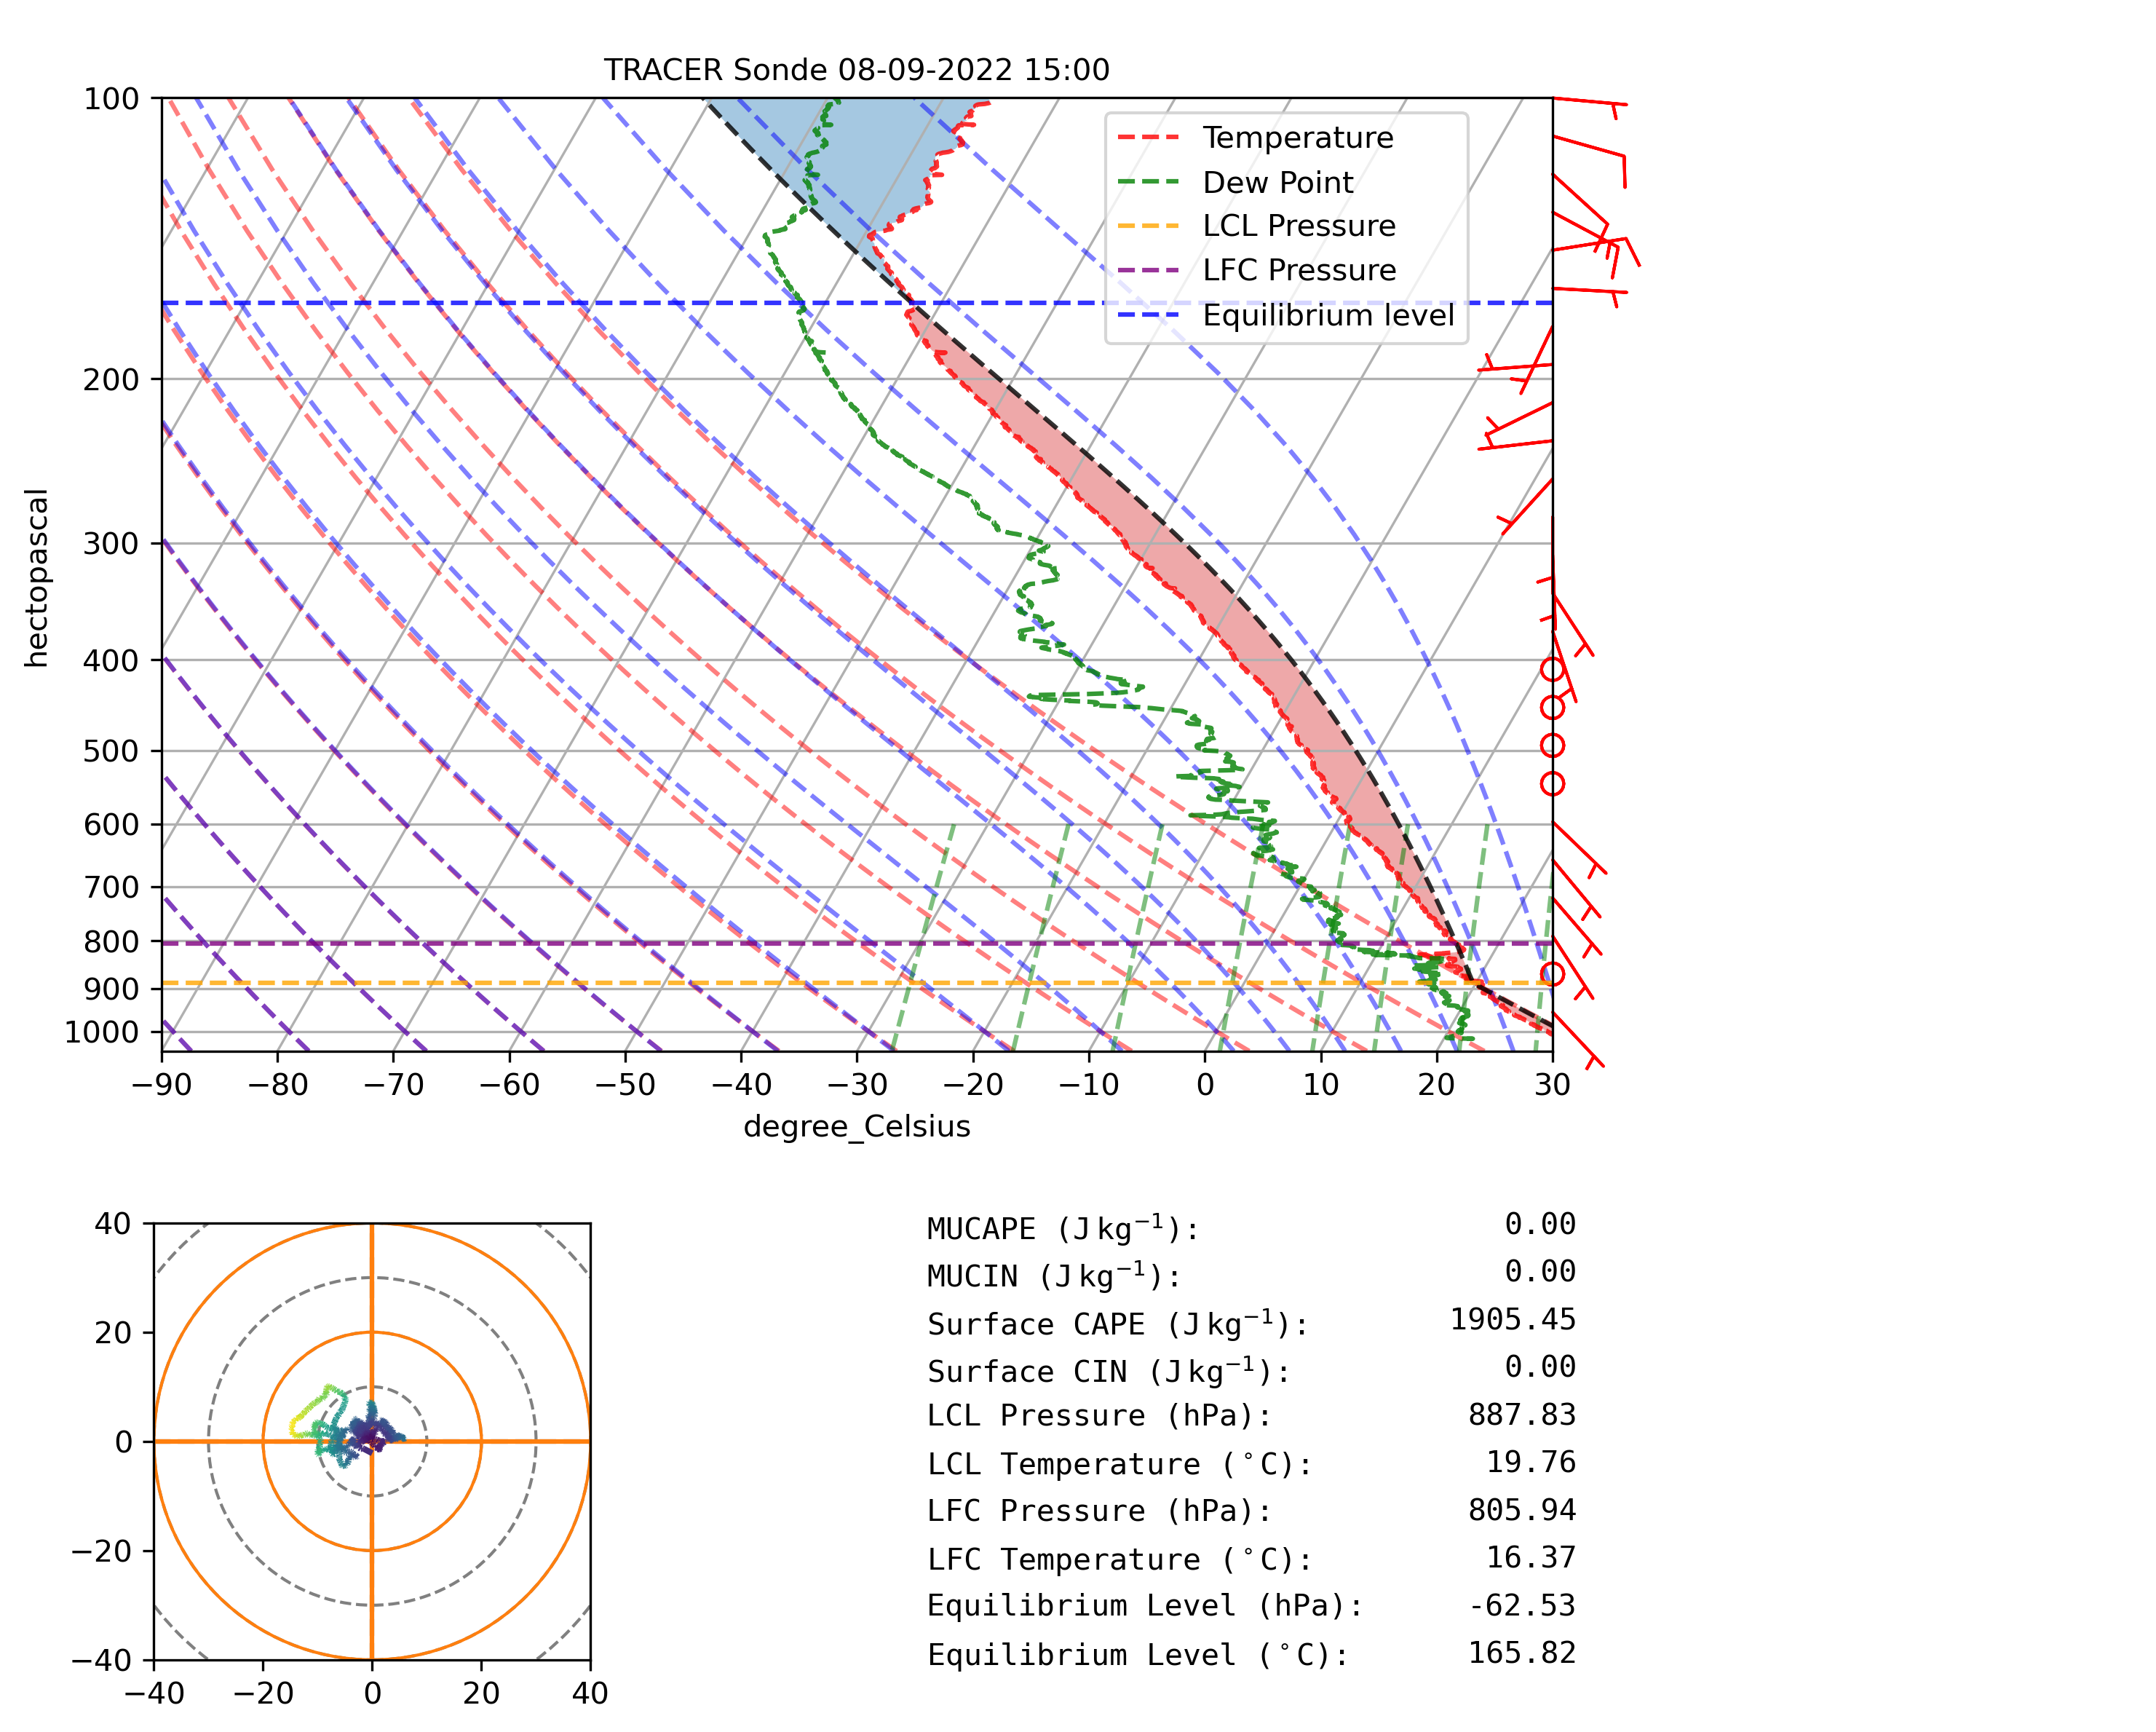 TRACER Sonde 08-09-2022 15:00
100
200
300
400
500
600
700
800
900
1000
hectopascal
Temperature
Dew Point
LCL Pressure
LFC Pressure
Equilibrium level
−90 −80 −70 −60 −50 −40 −30 −20 −10 0 10 20 30
degree_Celsius
40
20
0
−20
−40
−40 −20 0 20 40
MUCAPE (J kg⁻¹): 0.00
MUCIN (J kg⁻¹): 0.00
Surface CAPE (J kg⁻¹): 1905.45
Surface CIN (J kg⁻¹): 0.00
LCL Pressure (hPa): 887.83
LCL Temperature (°C): 19.76
LFC Pressure (hPa): 805.94
LFC Temperature (°C): 16.37
Equilibrium Level (hPa): -62.53
Equilibrium Level (°C): 165.82